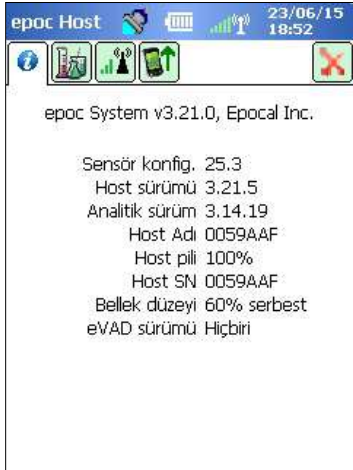 epoc Host 23/06/15
18:52
epoc System v3.21.0, Epocal Inc.
Sensör konfig. 25.3
Host sürümü 3.21.5
Analitik sürüm 3.14.19
Host Adı 0059AAF
Host pili 100%
Host SN 0059AAF
Bellek düzeyi 60% serbest
eVAD sürümü Hiçbiri